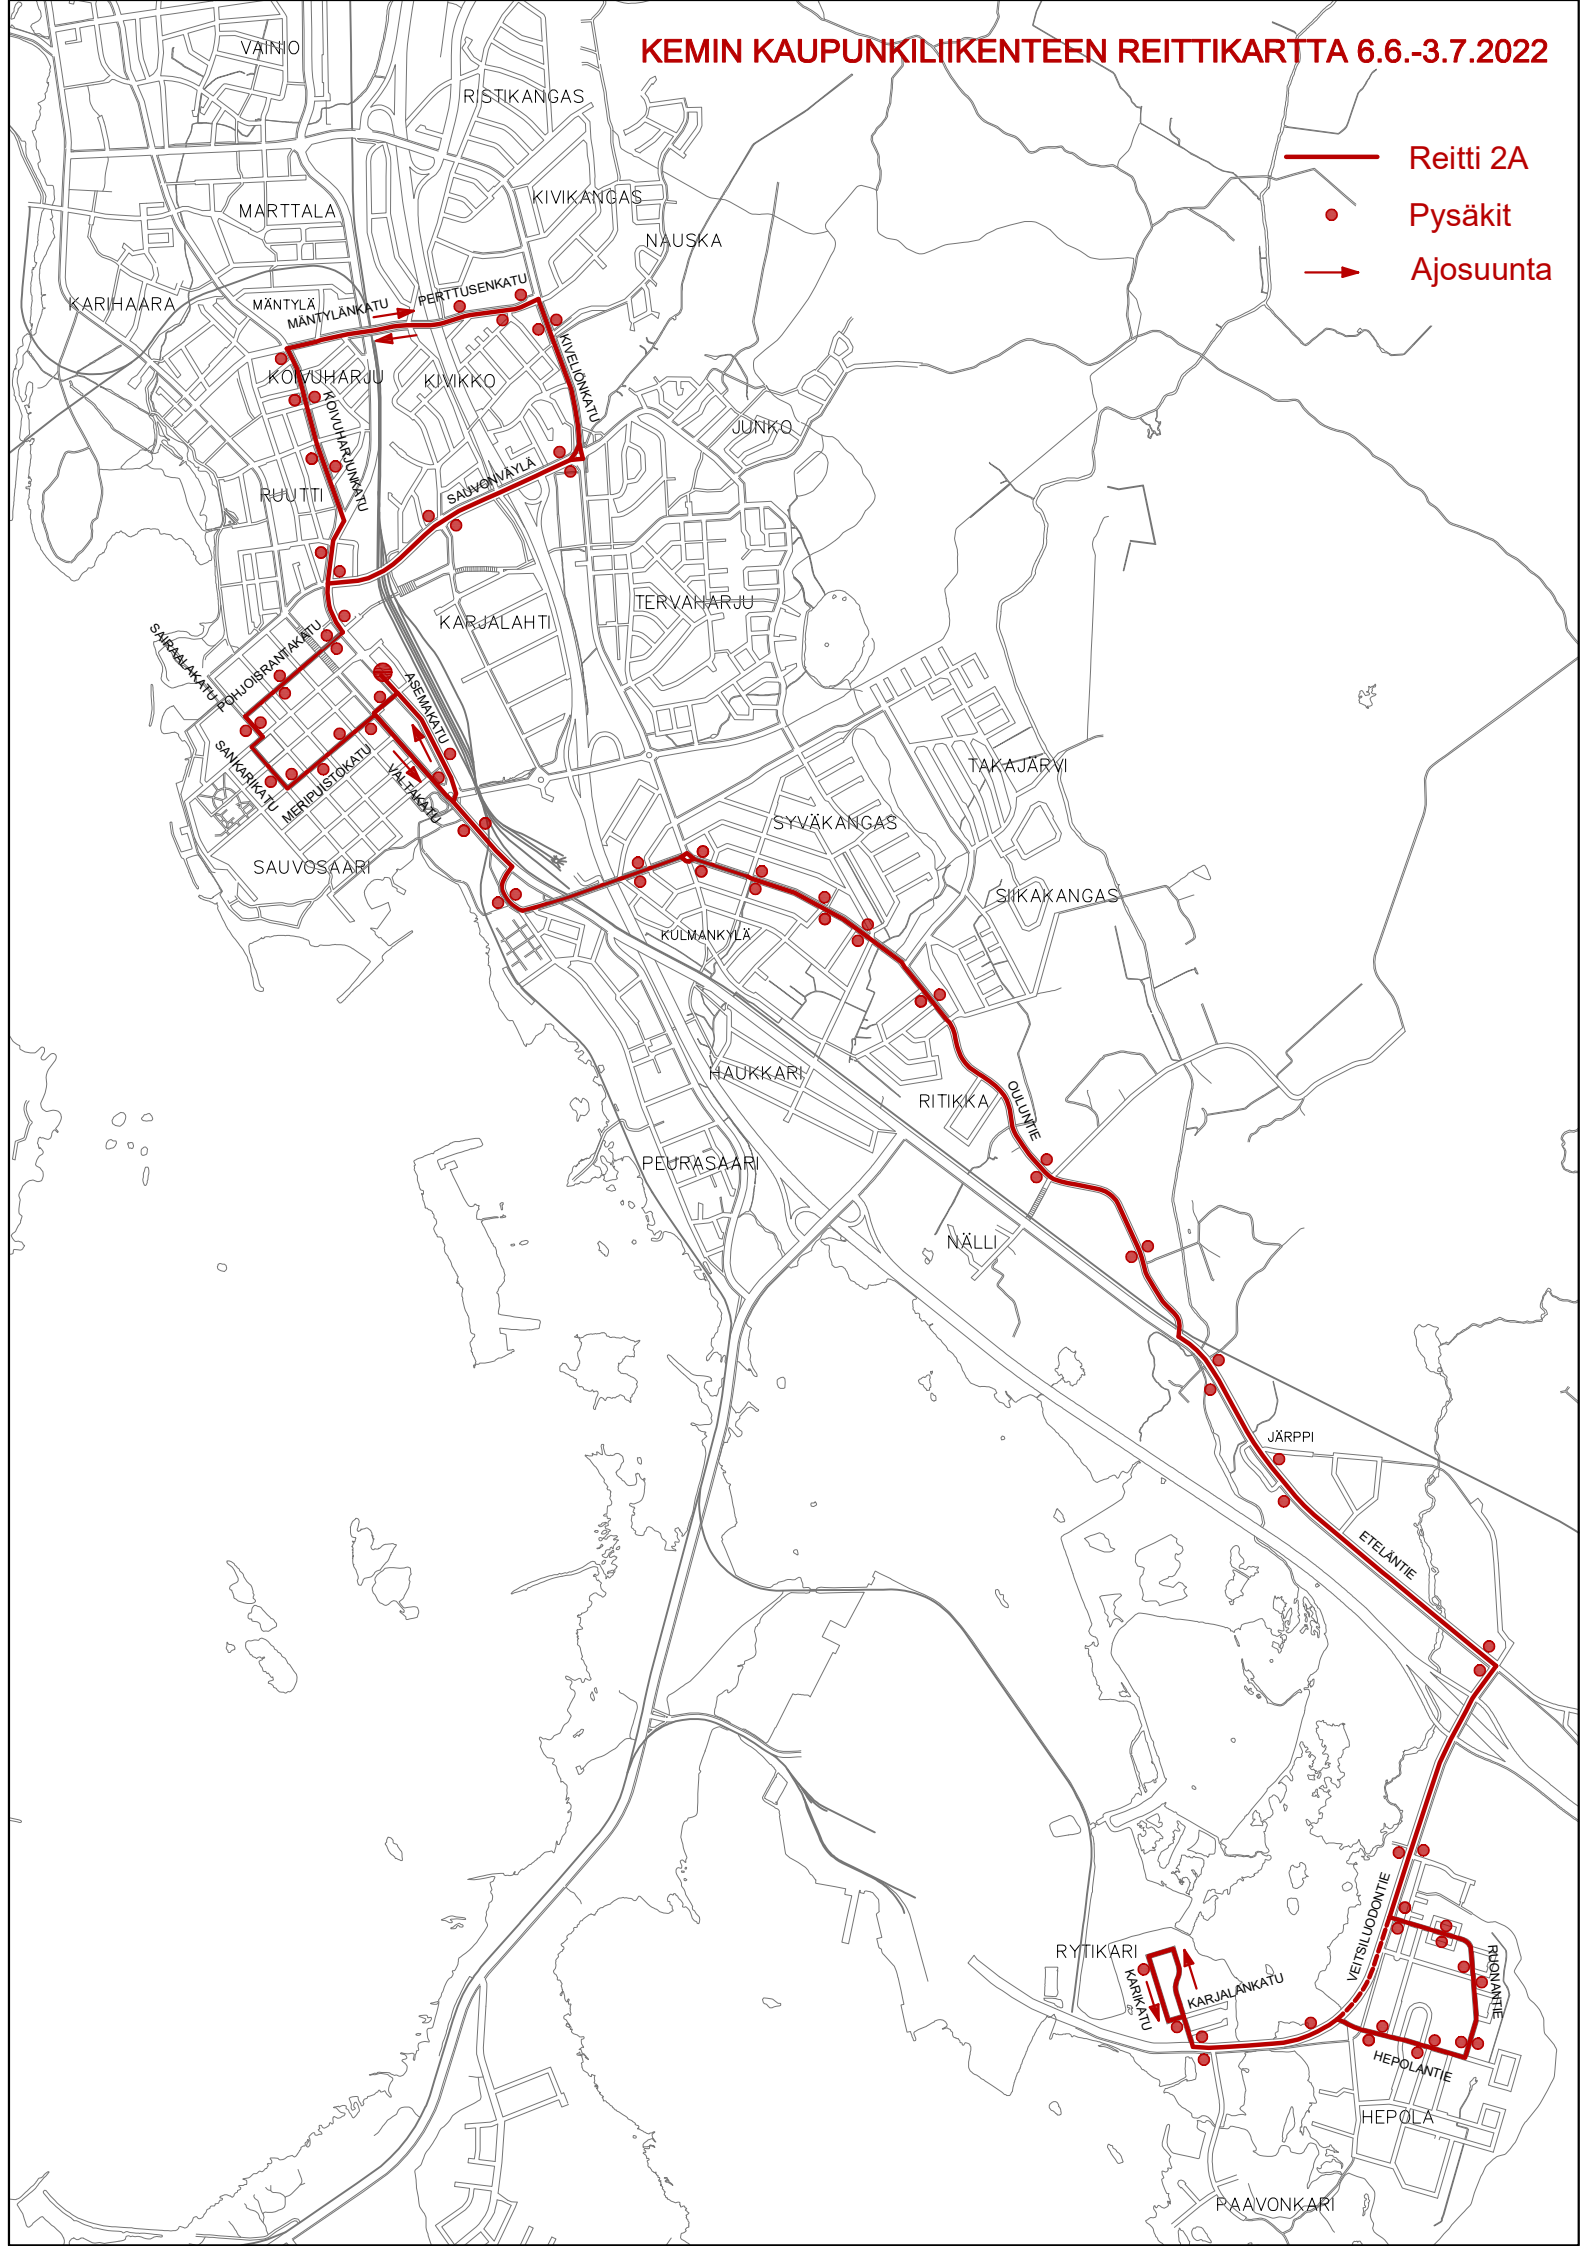 KEMIN KAUPUNKILIIKENTEEN REITTIKARTTA 6.6.-3.7.2022
Reitti 2A
Pysäkit
Ajosuunta
VAINIO
RISTIKANGAS
KIVIKANGAS
MARTTALA
NAUSKA
KARIHAARA
MÄNTYLÄ
MÄNTYLÄNKATU
PERTTUSENKATU
KOIVUHARJU
KIVIKKO
KIVELIÖNKATU
KOIVUHARJUNKATU
JUNKO
SAUVONVÄYLÄ
RUUTTI
TERVAHARJU
KARJALAHTI
SAIRAALAKATU
POHJOISRANTAKATU
ASEMAKATU
SANKARIKATU
MERIPUISTOKATU
VALTAKATU
TAKAJÄRVI
SYVÄKANGAS
SAUVOSAARI
SIIKAKANGAS
KULMANKYLÄ
HAUKKARI
RITIKKA
OULUNTIE
PEURASAARI
NÄLLI
JÄRPPI
ETELÄNTIE
VEITSILUODONTIE
RYTIKARI
KARIKATU
KARJALANKATU
RUONANTIE
HEPOLANTIE
HEPOLA
PAAVONKARI